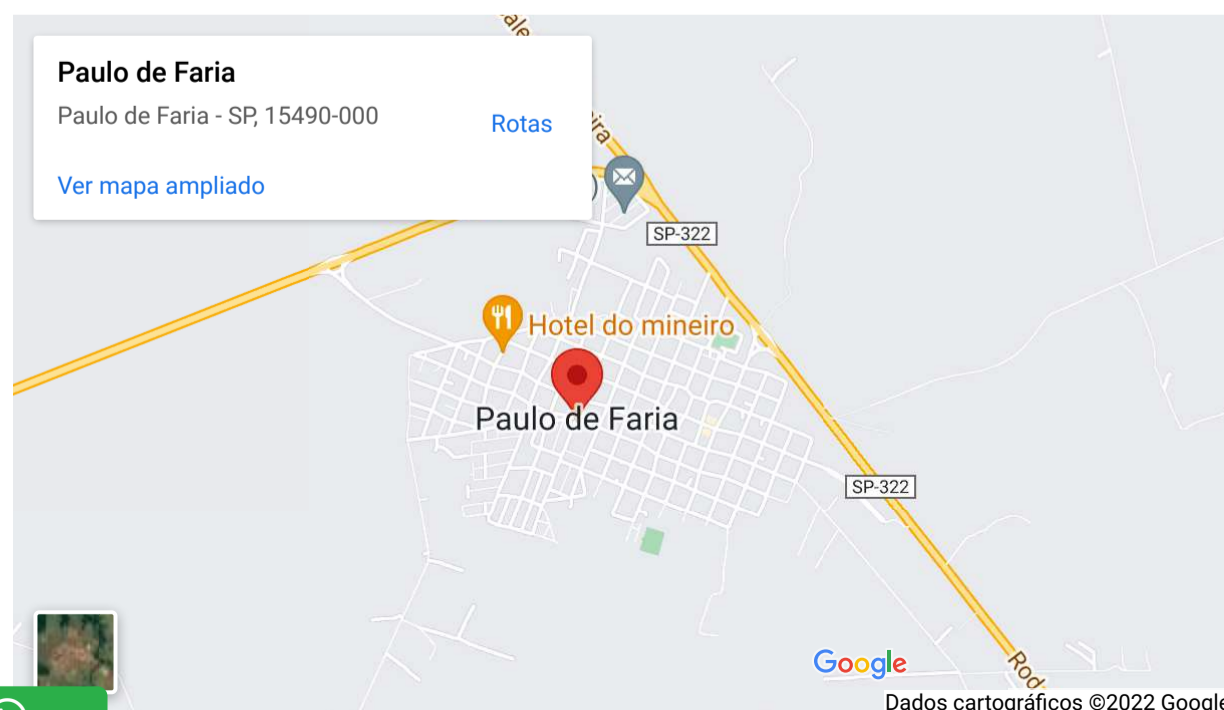 Paulo de Faria
Paulo de Faria - SP, 15490-000
Rotas
Ver mapa ampliado
SP-322
Hotel do mineiro
Paulo de Faria
SP-322
Google
Dados cartográficos ©2022 Google